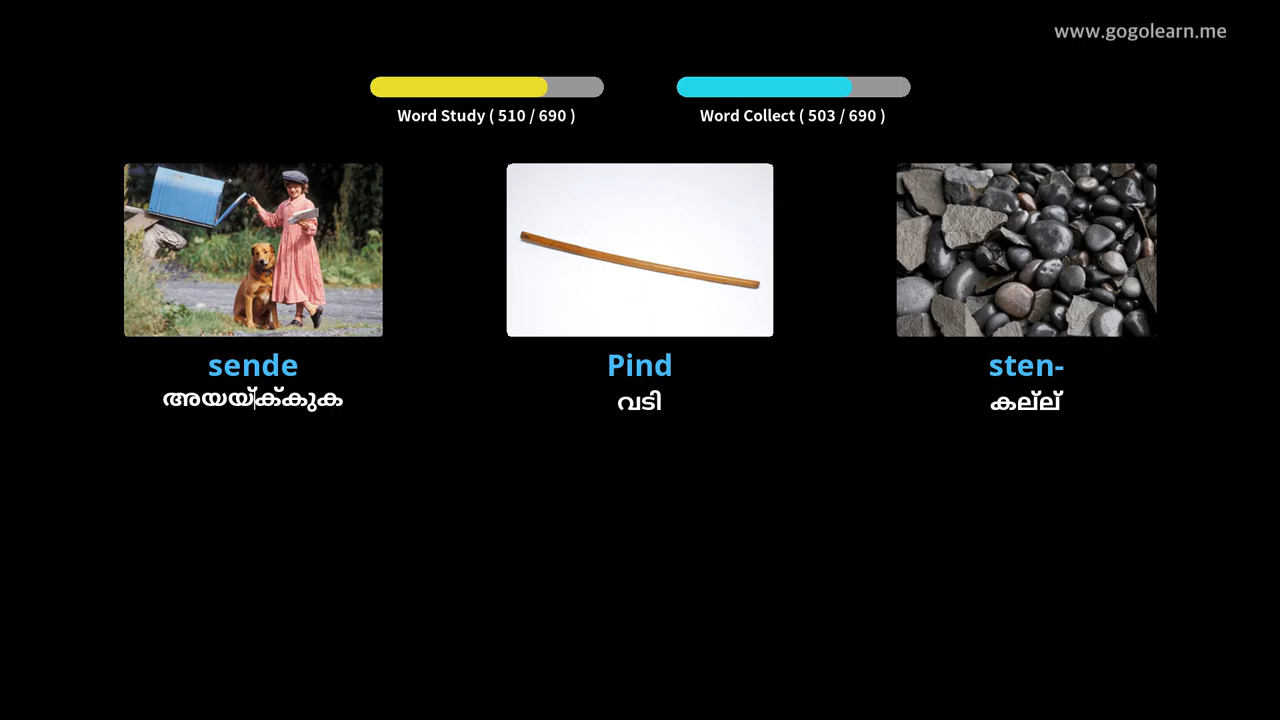 www.gogolearn.me
Word Study ( 510 / 690 )
Word Collect ( 503 / 690 )
sende
Pind
sten-
അയയ്ക്കുക
വടി
കല്ല്